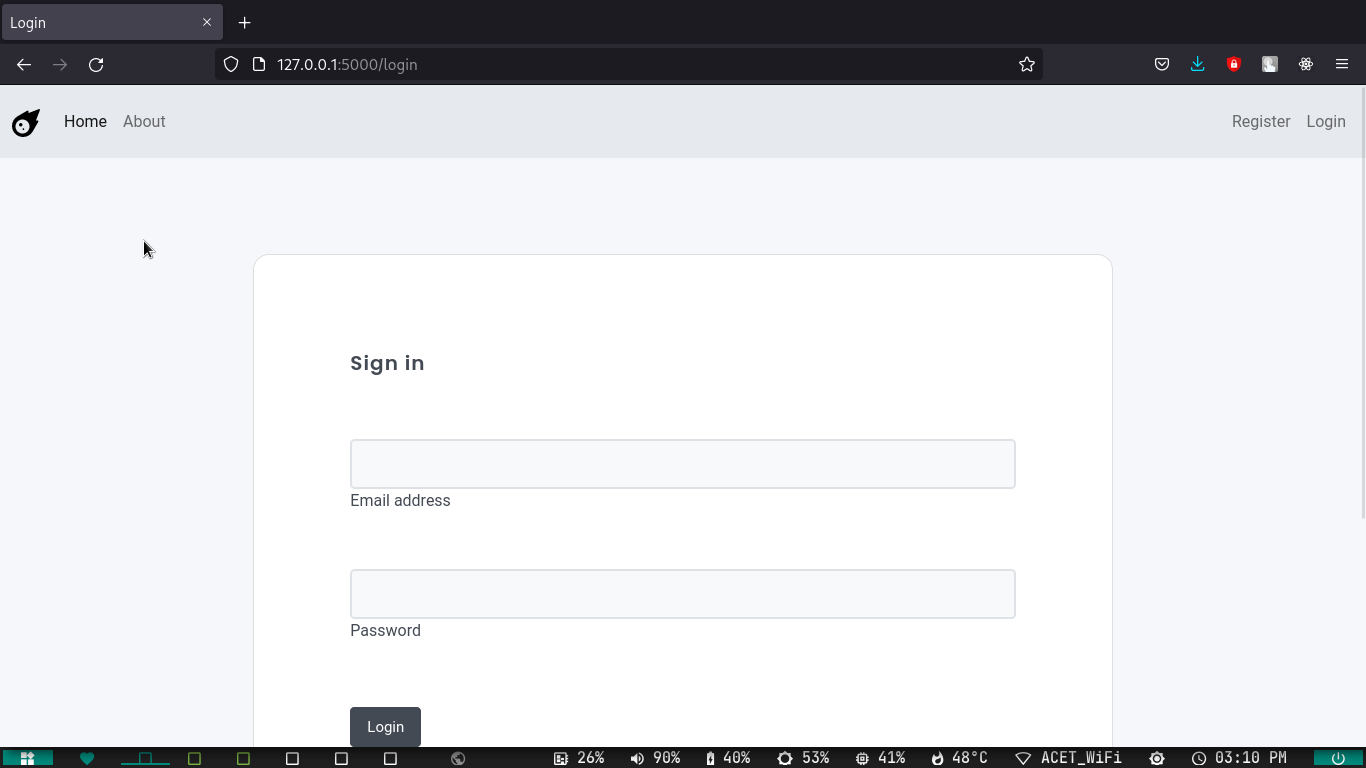 Login
127.0.0.1:5000/login
Home About Register Login
Sign in
Email address
Password
Login
26% 90% 40% 53% 41% 48°C ACET_WiFi 03:10 PM